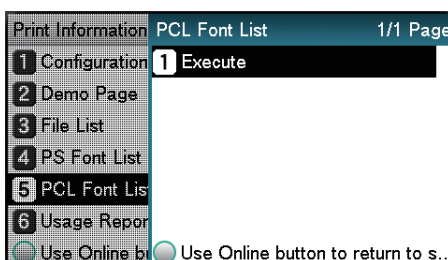 Print Information
1 Configuration
2 Demo Page
3 File List
4 PS Font List
5 PCL Font Lis
6 Usage Repor
Use Online b
PCL Font List 1/1 Page
1 Execute
Use Online button to return to s...